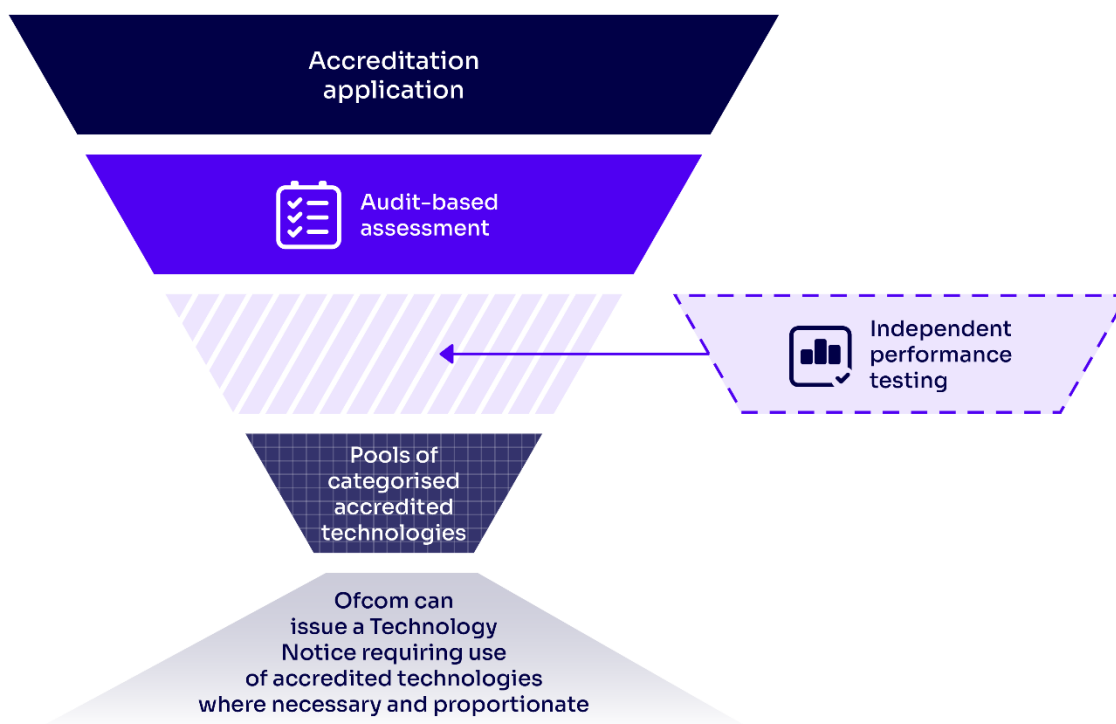 Accreditation
application
Audit-based
assessment
Independent
performance
testing
Pools of
categorised
accredited
technologies
Ofcom can
issue a Technology
Notice requiring use
of accredited technologies
where necessary and proportionate